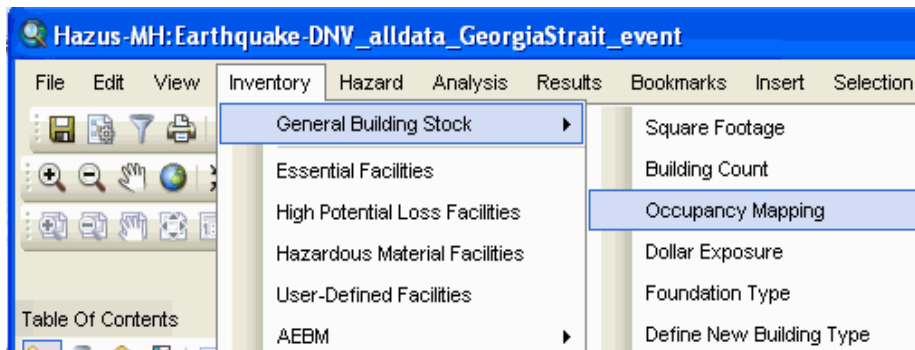 Hazus-MH: Earthquake-DNV_alldata_GeorgiaStrait_event
File Edit View Inventory Hazard Analysis Results Bookmarks Insert Selection
General Building Stock
Square Footage
Essential Facilities
Building Count
High Potential Loss Facilities
Occupancy Mapping
Hazardous Material Facilities
Dollar Exposure
User-Defined Facilities
Foundation Type
Table Of Contents
AEBM
Define New Building Type